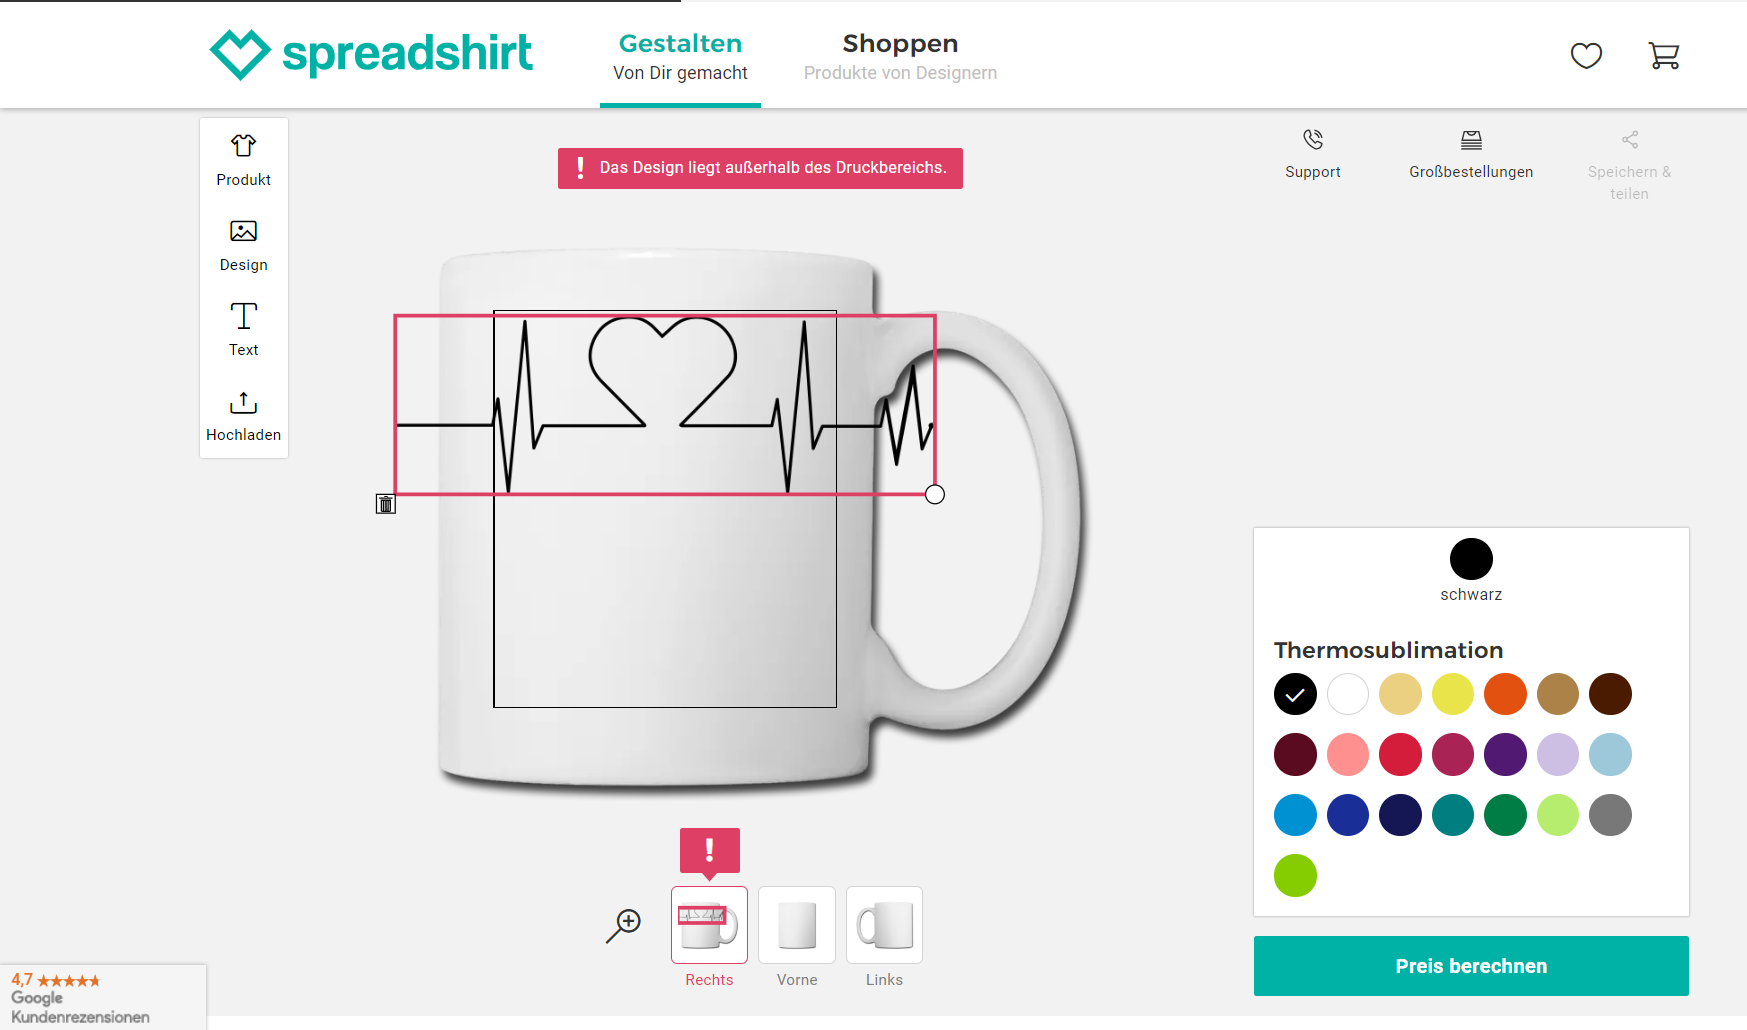 spreadshirt
Gestalten
Von Dir gemacht
Shoppen
Produkte von Designern
Produkt
Design
Text
Hochladen
! Das Design liegt außerhalb des Druckbereichs.
Support
Großbestellungen
Speichern &
teilen
schwarz
Thermosublimation
!
Rechts
Vorne
Links
Preis berechnen
4,7
Google
Kundenrezensionen